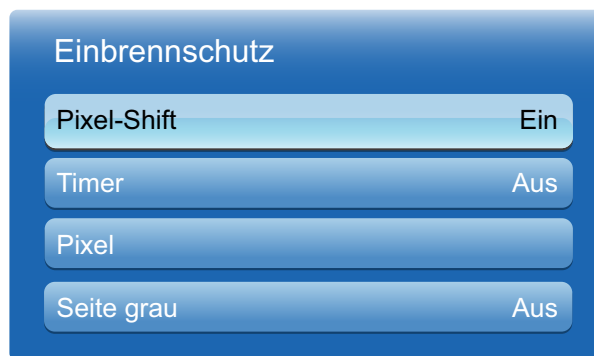 Einbrennschutz
Pixel-Shift Ein
Timer Aus
Pixel
Seite grau Aus